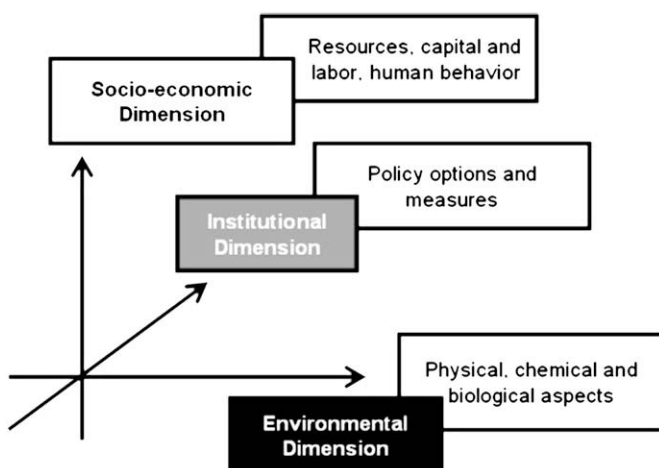 Resources, capital and
labor, human behavior
Socio-economic
Dimension
Policy options and
measures
Institutional
Dimension
Physical, chemical and
biological aspects
Environmental
Dimension